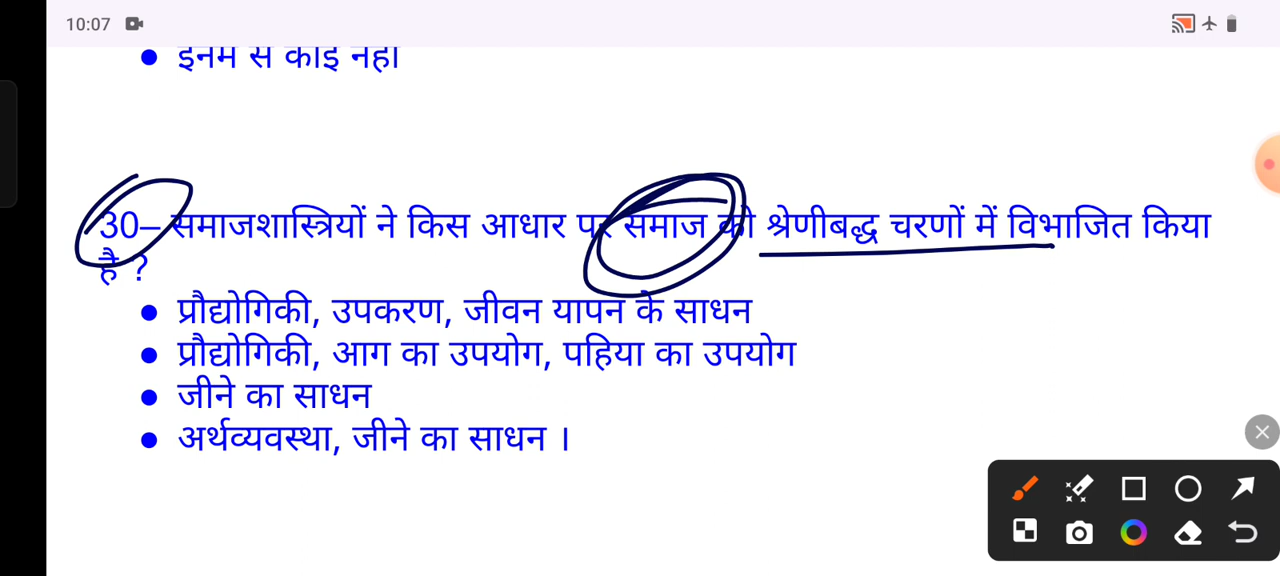 10:07
इनमें से कोई नहीं
30– समाजशास्त्रियों ने किस आधार पर समाज को श्रेणीबद्ध चरणों में विभाजित किया
है ?
● प्रौद्योगिकी, उपकरण, जीवन यापन के साधन
● प्रौद्योगिकी, आग का उपयोग, पहिया का उपयोग
● जीने का साधन
● अर्थव्यवस्था, जीने का साधन ।